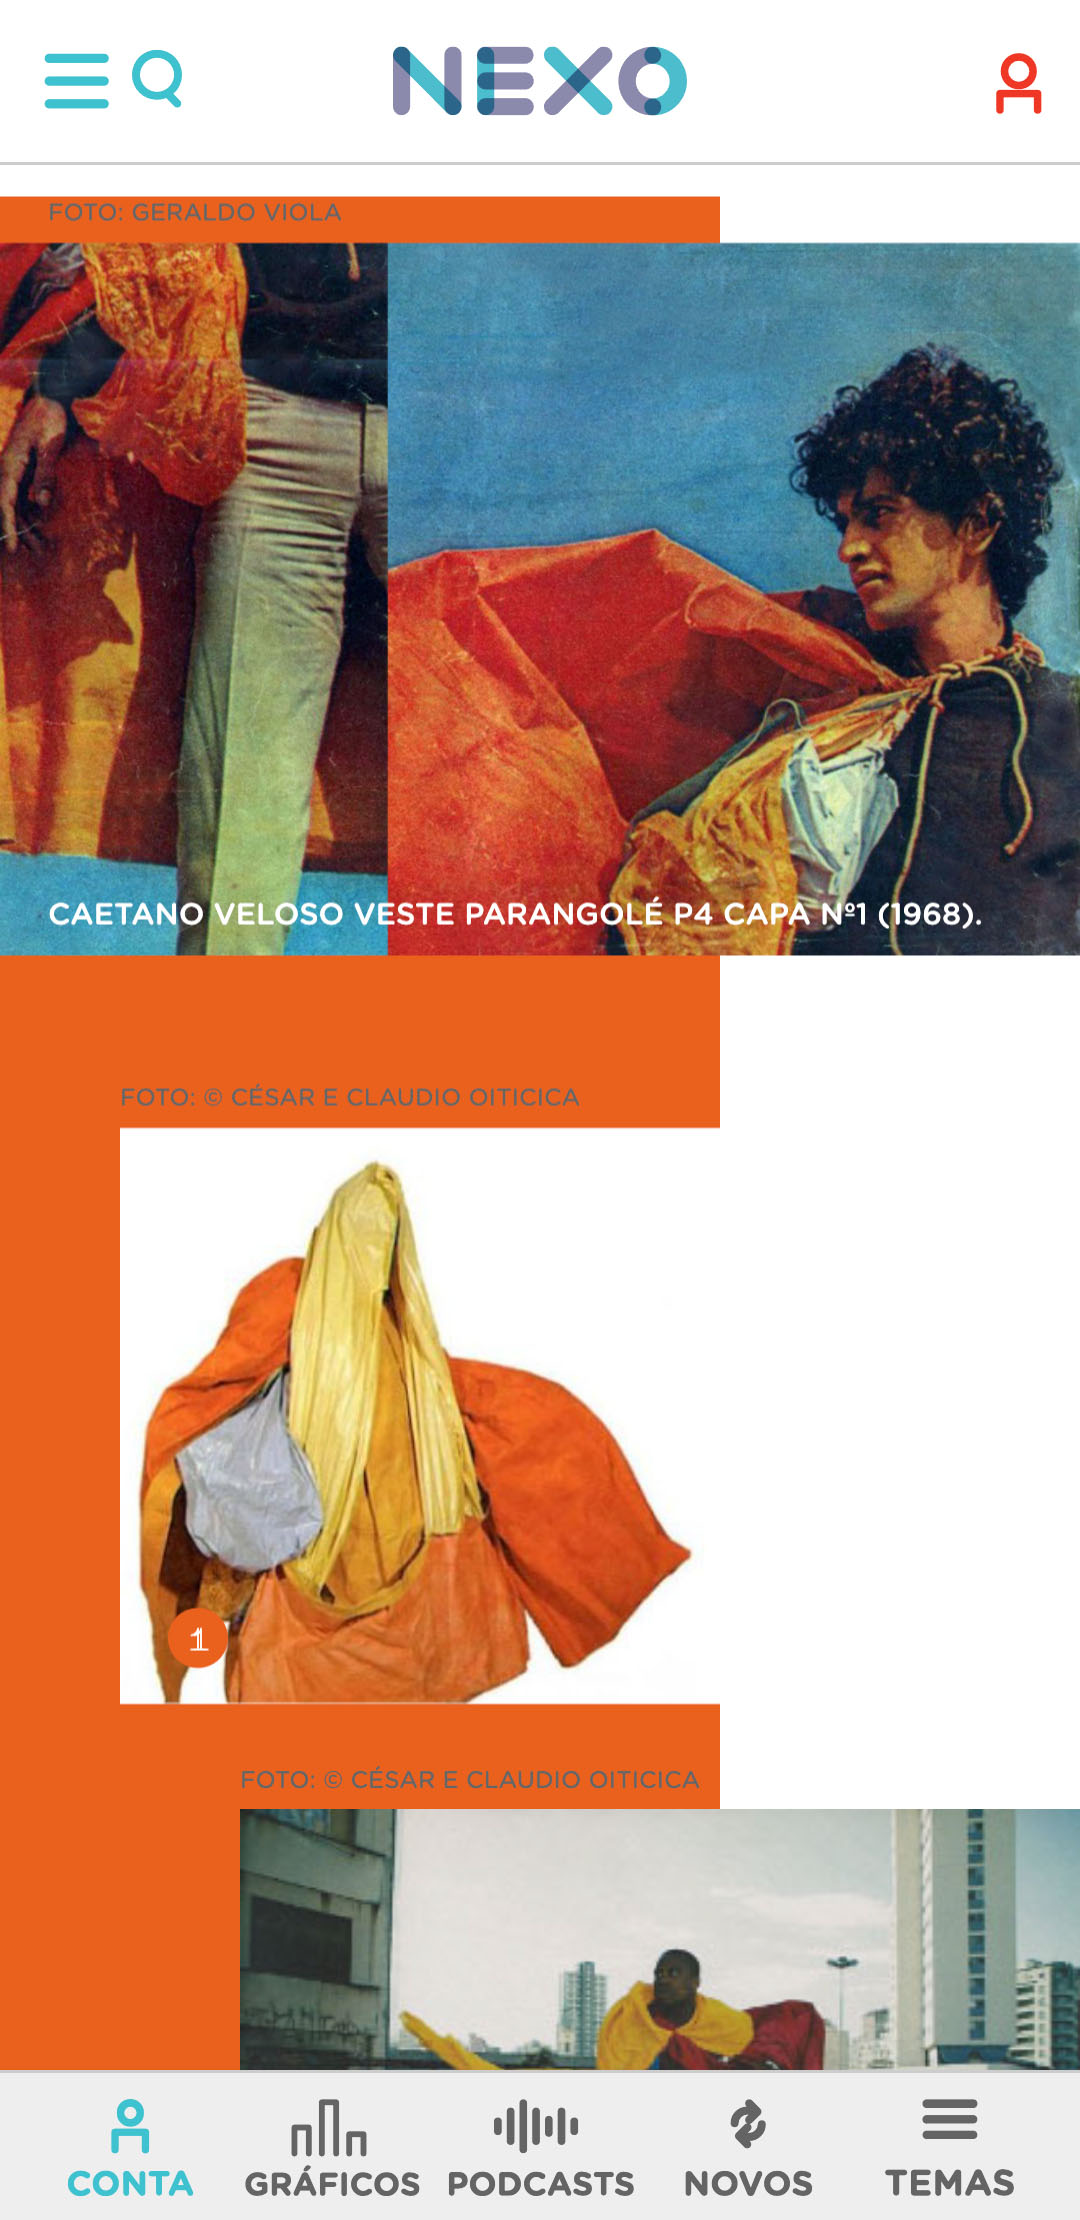 NEXO
FOTO: GERALDO VIOLA
CAETANO VELOSO VESTE PARANGOLÉ P4 CAPA Nº1 (1968).
FOTO: © CÉSAR E CLAUDIO OITICICA
1
FOTO: © CÉSAR E CLAUDIO OITICICA
CONTA GRÁFICOS PODCASTS NOVOS TEMAS